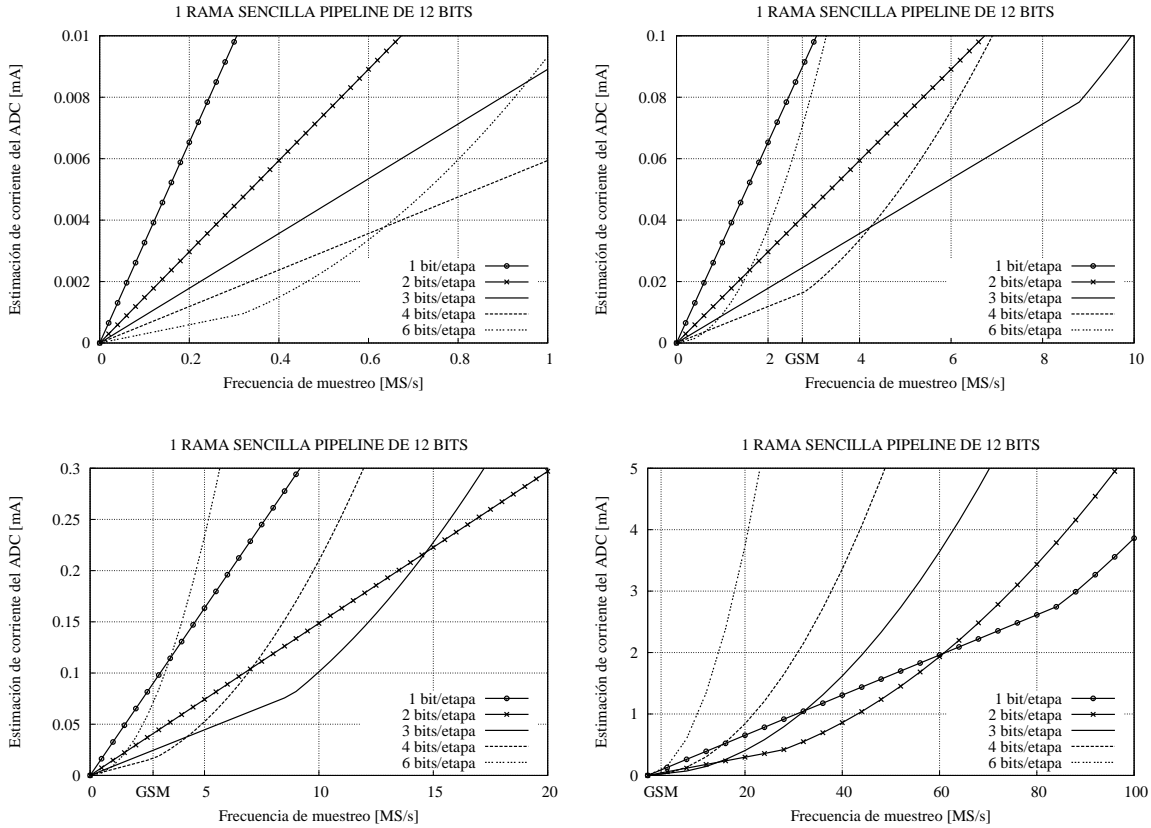 1 RAMA SENCILLA PIPELINE DE 12 BITS
Estimación de corriente del ADC [mA]
0.01
0.008
0.006
0.004
0.002
0
0
0.2
0.4
0.6
0.8
1
Frecuencia de muestreo [MS/s]
1 bit/etapa
2 bits/etapa
3 bits/etapa
4 bits/etapa
6 bits/etapa
1 RAMA SENCILLA PIPELINE DE 12 BITS
Estimación de corriente del ADC [mA]
0.1
0.08
0.06
0.04
0.02
0
0
2
GSM
4
6
8
10
Frecuencia de muestreo [MS/s]
1 bit/etapa
2 bits/etapa
3 bits/etapa
4 bits/etapa
6 bits/etapa
1 RAMA SENCILLA PIPELINE DE 12 BITS
Estimación de corriente del ADC [mA]
0.3
0.25
0.2
0.15
0.1
0.05
0
0
GSM
5
10
15
20
Frecuencia de muestreo [MS/s]
1 bit/etapa
2 bits/etapa
3 bits/etapa
4 bits/etapa
6 bits/etapa
1 RAMA SENCILLA PIPELINE DE 12 BITS
Estimación de corriente del ADC [mA]
5
4
3
2
1
0
GSM
20
40
60
80
100
Frecuencia de muestreo [MS/s]
1 bit/etapa
2 bits/etapa
3 bits/etapa
4 bits/etapa
6 bits/etapa